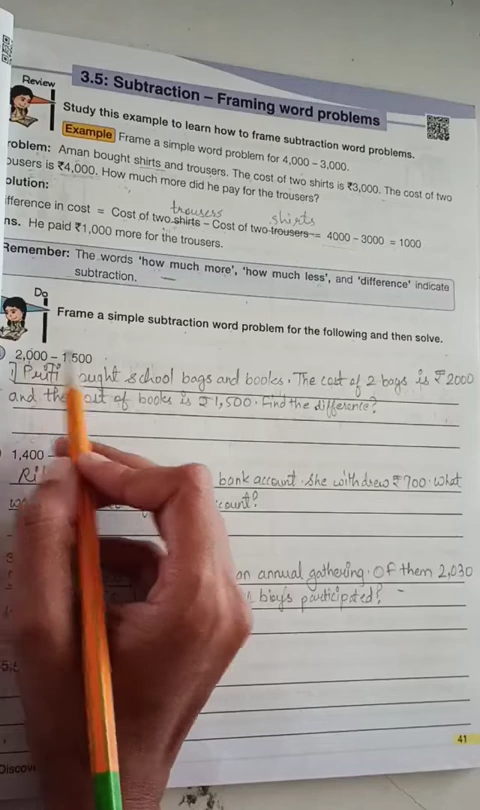 Review
3.5: Subtraction – Framing word problems
Study this example to learn how to frame subtraction word problems.
Example Frame a simple word problem for 4,000 – 3,000.
roblem: Aman bought shirts and trousers. The cost of two shirts is ₹3,000. The cost of two
ousers is ₹4,000. How much more did he pay for the trousers?
olution:
trousers shirts
ifference in cost = Cost of two shirts – Cost of two trousers = 4000 – 3000 = 1000
ns. He paid ₹1,000 more for the trousers.
Remember: The words 'how much more', 'how much less', and 'difference' indicate
subtraction.
Do
Frame a simple subtraction word problem for the following and then solve.
2,000 – 1,500
ought school bags and books. The cost of 2 bags is ₹2000
and the of books is ₹1,500. Find the difference?
1,400
bank account. She withdrew ₹700. What
count?
on annual gathering. Of them 2,030
boys participated?
41
Discov